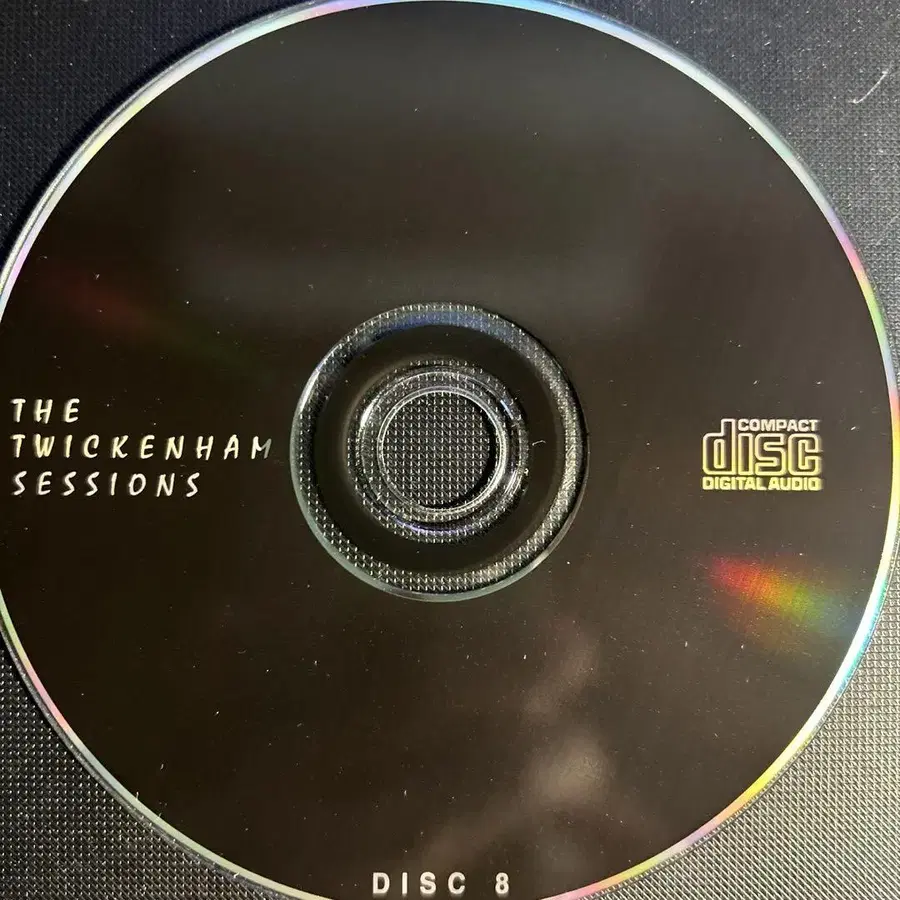 THE
TWICKENHAM
SESSIONS
COMPACT
disc
DIGITAL AUDIO
DISC 8